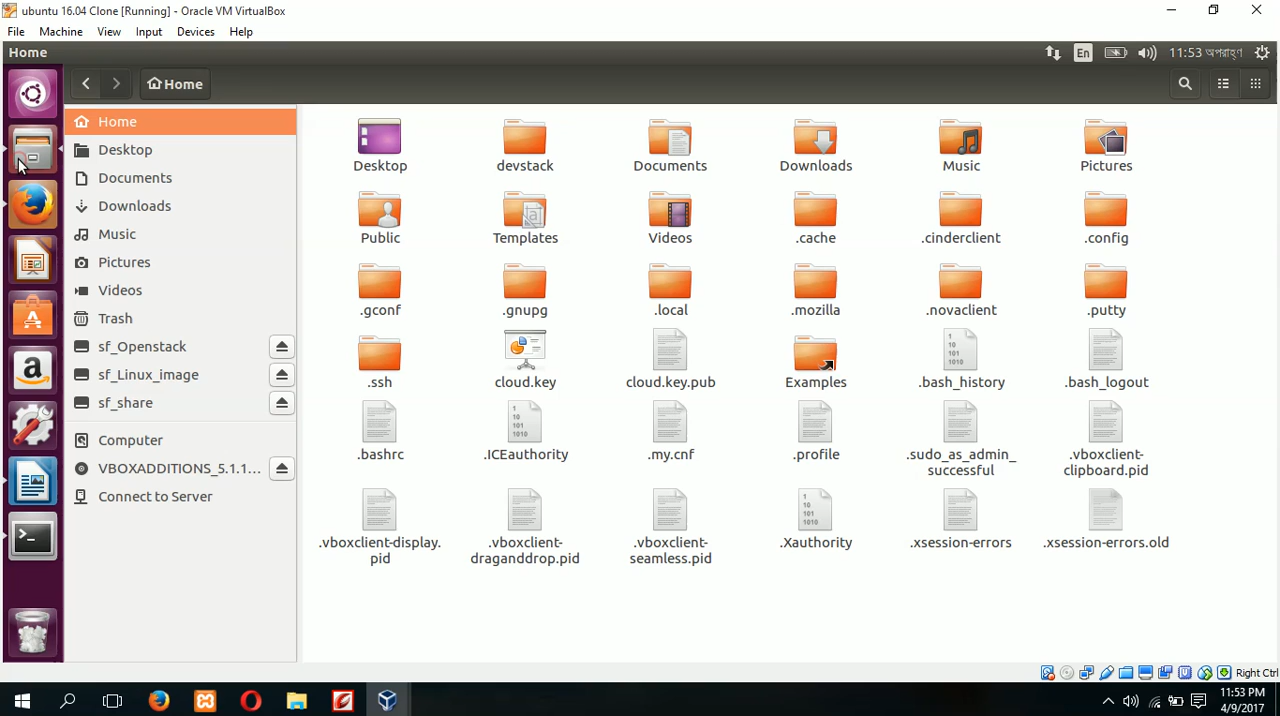 ubuntu 16.04 Clone [Running] - Oracle VM VirtualBox
File Machine View Input Devices Help
Home En 11:53 অপরাহ্ণ
Home
Home
Desktop
Documents
Downloads
Music
Pictures
Videos
Trash
sf_Openstack
sf_Linux_image
sf_share
Computer
VBOXADDITIONS_5.1.1...
Connect to Server
Desktop devstack Documents Downloads Music Pictures
Public Templates Videos .cache .cinderclient .config
.gconf .gnupg .local .mozilla .novaclient .putty
.ssh cloud.key cloud.key.pub Examples .bash_history .bash_logout
.bashrc .ICEauthority .my.cnf .profile .sudo_as_admin_ .vboxclient-
successful clipboard.pid
.vboxclient-display. .vboxclient- .vboxclient- .Xauthority .xsession-errors .xsession-errors.old
pid draganddrop.pid seamless.pid
Right Ctrl
11:53 PM
4/9/2017